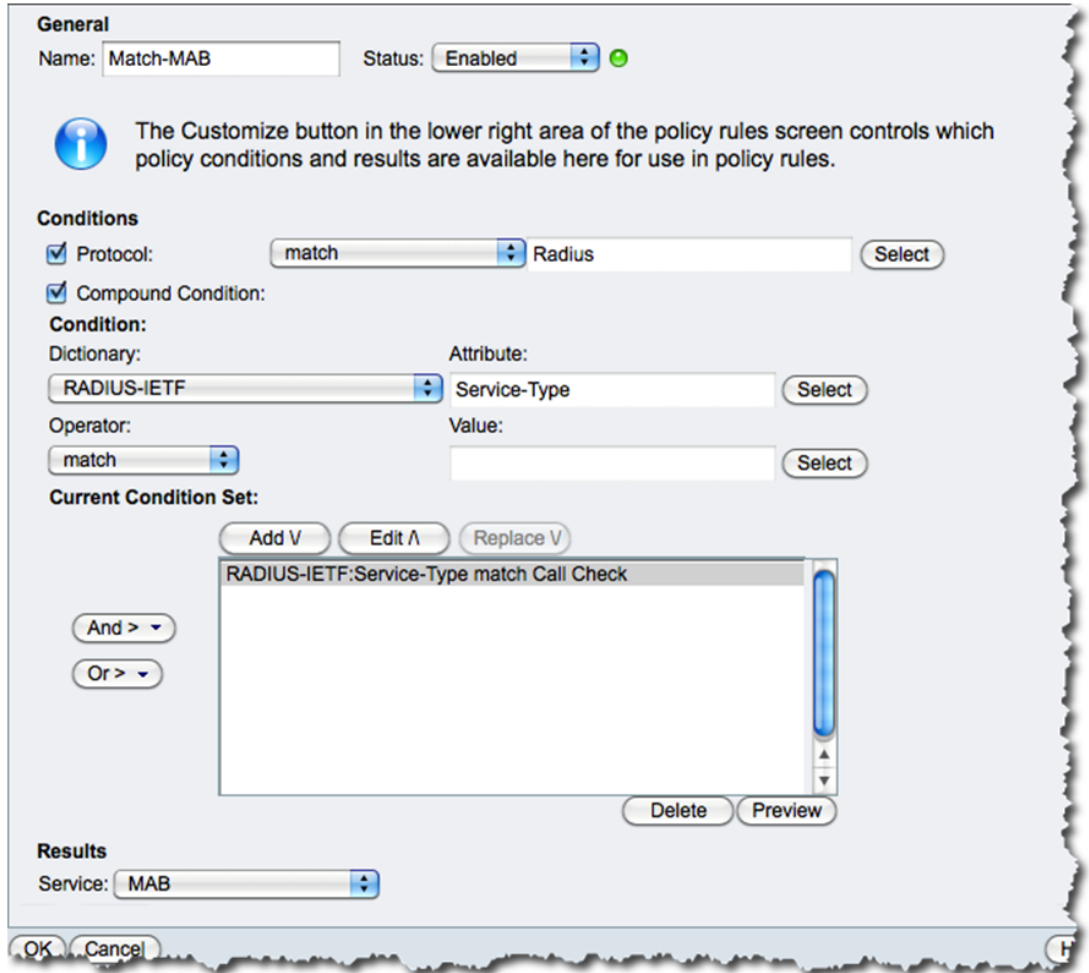 General
Name: Match-MAB Status: Enabled
The Customize button in the lower right area of the policy rules screen controls which
policy conditions and results are available here for use in policy rules.
Conditions
Protocol: match Radius Select
Compound Condition:
Condition:
Dictionary: Attribute:
RADIUS-IETF Service-Type Select
Operator: Value:
match Select
Current Condition Set:
Add V Edit Λ Replace V
RADIUS-IETF:Service-Type match Call Check
And >
Or >
Delete Preview
Results
Service: MAB
OK Cancel